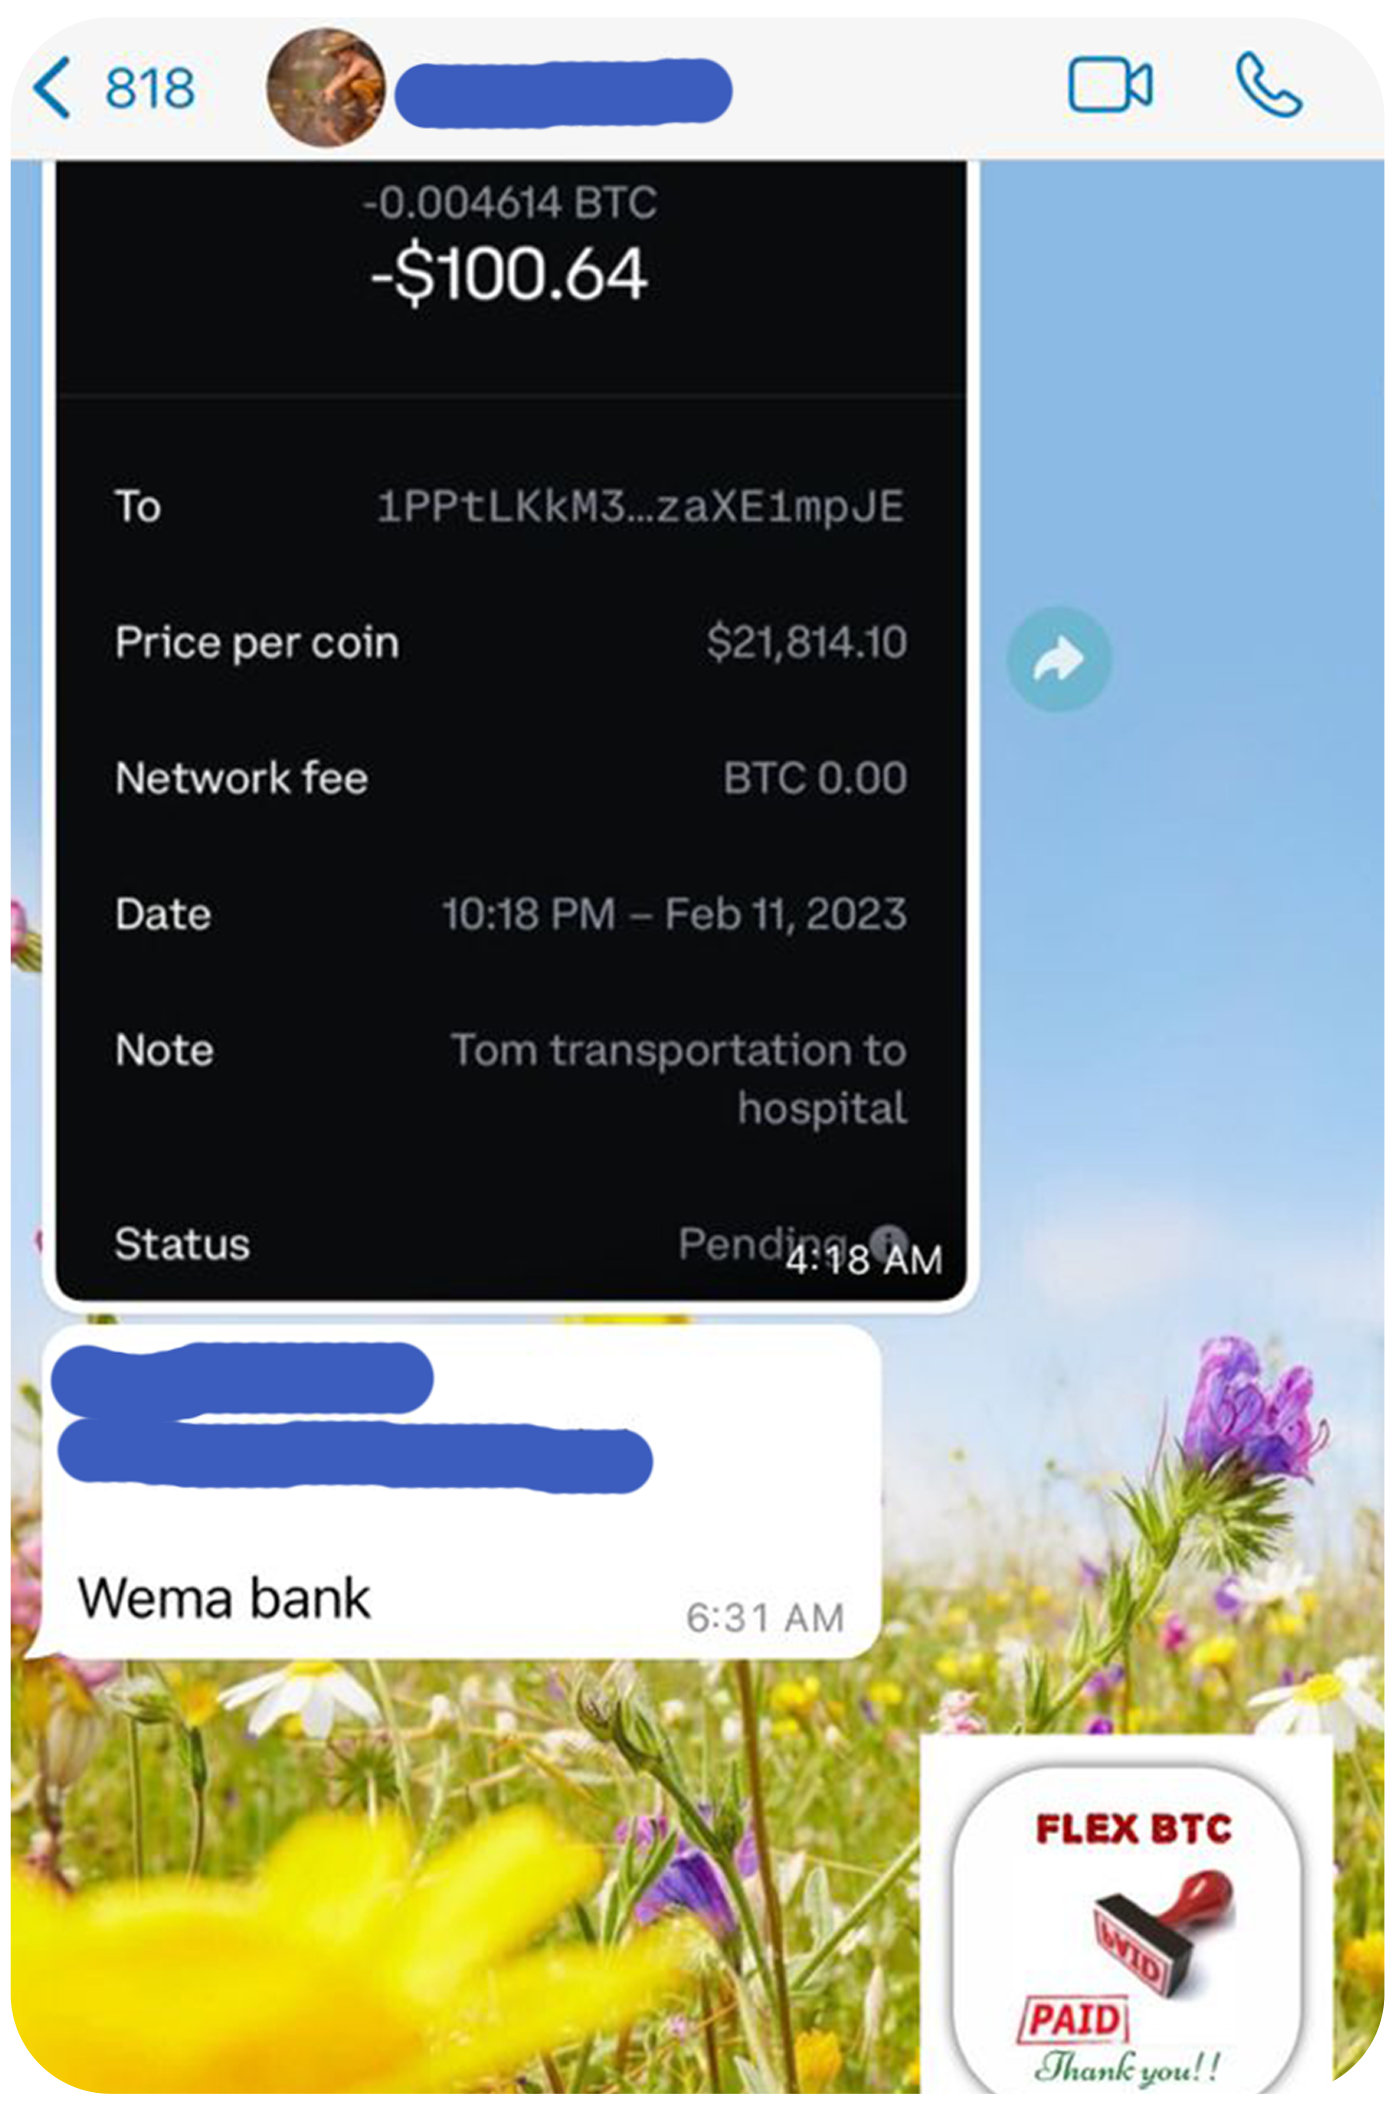 818
-0.004614 BTC
-$100.64
To 1PPtLKkM3...zaXE1mpJE
Price per coin $21,814.10
Network fee BTC 0.00
Date 10:18 PM – Feb 11, 2023
Note Tom transportation to
hospital
Status Pending
4:18 AM
Wema bank
6:31 AM
FLEX BTC
PAID
PAID
Thank you!!